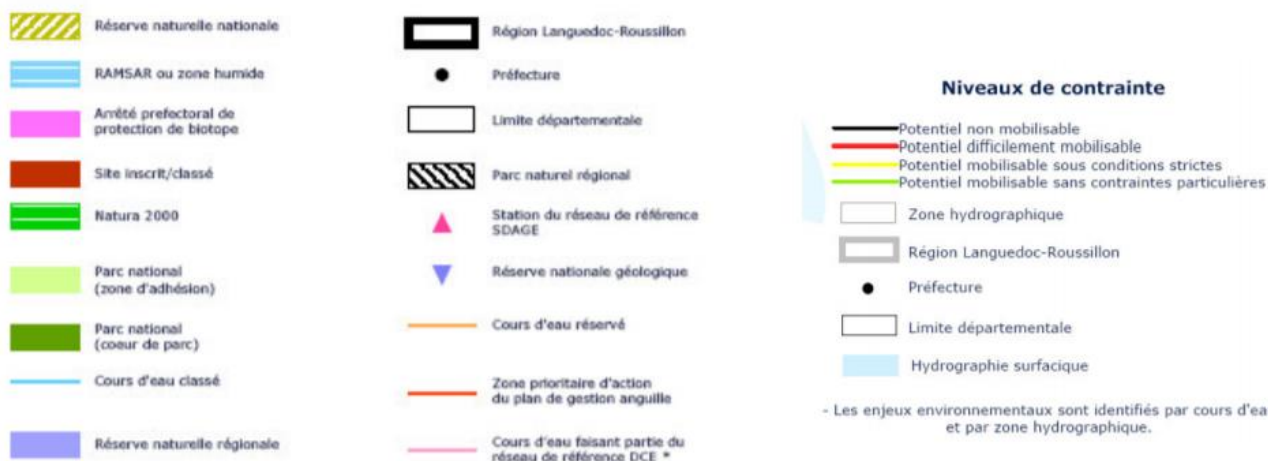 Réserve naturelle nationale
RAMSAR ou zone humide
Arrêté prefectoral de
protection de biotope
Site inscrit/classé
Natura 2000
Parc national
(zone d'adhésion)
Parc national
(coeur de parc)
Cours d'eau classé
Réserve naturelle régionale
Région Languedoc-Roussillon
Préfecture
Limite départementale
Parc naturel régional
Station du réseau de référence
SDAGE
Réserve nationale géologique
Cours d'eau réservé
Zone prioritaire d'action
du plan de gestion anguille
Cours d'eau faisant partie du
réseau de référence DCE *
Niveaux de contrainte
Potentiel non mobilisable
Potentiel difficilement mobilisable
Potentiel mobilisable sous conditions strictes
Potentiel mobilisable sans contraintes particulières
Zone hydrographique
Région Languedoc-Roussillon
Préfecture
Limite départementale
Hydrographie surfacique
- Les enjeux environnementaux sont identifiés par cours d'ea
et par zone hydrographique.